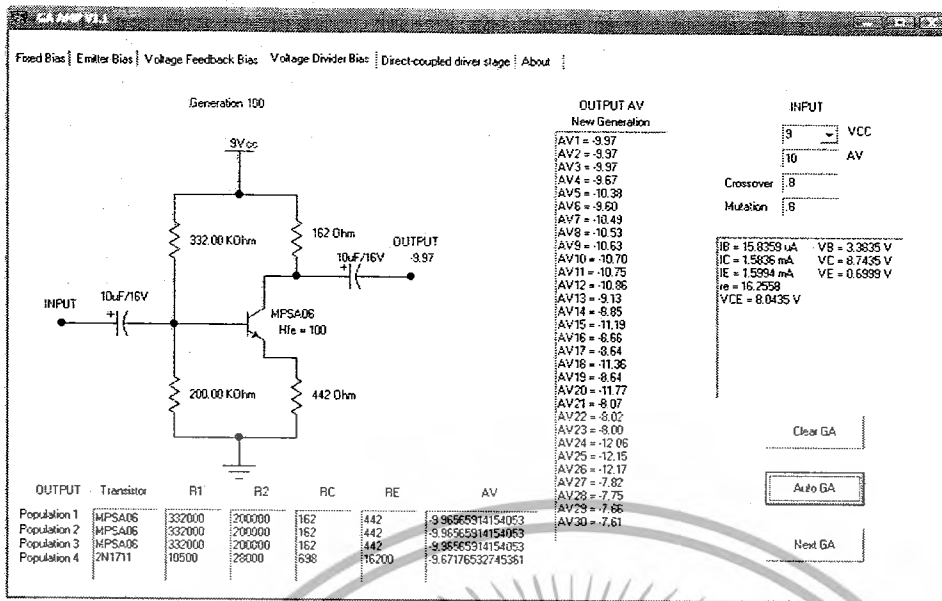 GA AMP V1.1
Fixed Bias Emitter Bias Voltage Feedback Bias Voltage Divider Bias Direct-coupled driver stage About
Generation 100
9Vcc
332.00 KOhm
162 Ohm
OUTPUT
-9.97
10uF/16V
10uF/16V
INPUT
MPSA06
Hfe = 100
200.00 KOhm
442 Ohm
OUTPUT AV
New Generation
AV1 = -9.97
AV2 = -9.97
AV3 = -9.97
AV4 = -9.67
AV5 = -10.38
AV6 = -9.60
AV7 = -10.49
AV8 = -10.53
AV9 = -10.63
AV10 = -10.70
AV11 = -10.75
AV12 = -10.86
AV13 = -9.13
AV14 = -8.85
AV15 = -11.19
AV16 = -8.66
AV17 = -8.64
AV18 = -11.36
AV19 = -8.64
AV20 = -11.77
AV21 = -8.07
AV22 = -8.02
AV23 = -8.00
AV24 = -12.06
AV25 = -12.15
AV26 = -12.17
AV27 = -7.82
AV28 = -7.75
AV29 = -7.66
AV30 = -7.61
INPUT
9 VCC
10 AV
Crossover .8
Mutation .6
IB = 15.8359 uA VB = 3.3835 V
IC = 1.5836 mA VC = 8.7435 V
IE = 1.5994 mA VE = 0.6999 V
re = 16.2558
VCE = 8.0435 V
Clear GA
Auto GA
Next GA
OUTPUT Transistor R1 R2 RC RE AV
Population 1 MPSA06 332000 200000 162 442 -9.96565914154053
Population 2 MPSA06 332000 200000 162 442 -9.96565914154053
Population 3 MPSA06 332000 200000 162 442 -9.96565914154053
Population 4 2N1711 10500 28000 698 16200 -9.67176532745361